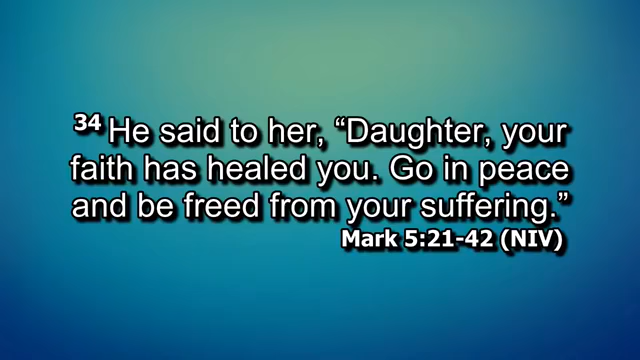 34 He said to her, “Daughter, your
faith has healed you. Go in peace
and be freed from your suffering.”
Mark 5:21-42 (NIV)